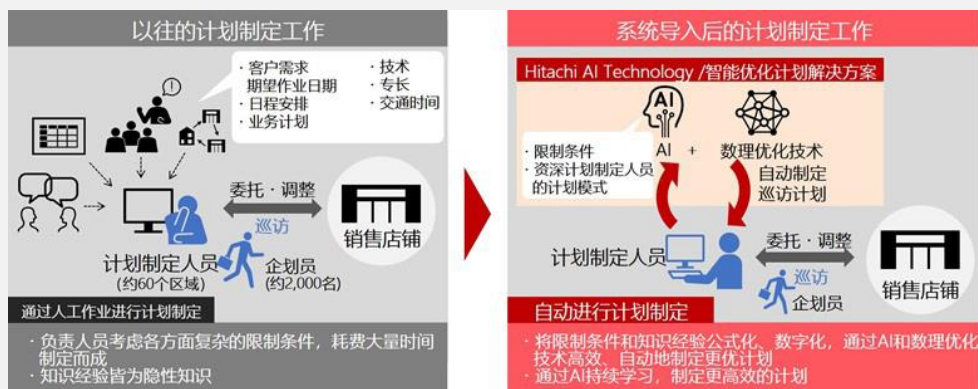 以往的计划制定工作
· 客户需求
期望作业日期
· 日程安排
· 业务计划
· 技术
· 专长
· 交通时间
委托 · 调整
巡访
销售店铺
计划制定人员
(约60个区域)
企划员
(约2,000名)
通过人工作业进行计划制定
· 负责人员考虑各方面复杂的限制条件，耗费大量时间
制定而成
· 知识经验皆为隐性知识
系统导入后的计划制定工作
Hitachi AI Technology /智能优化计划解决方案
AI
· 限制条件
· 资深计划制定人员
的计划模式
AI + 数理优化技术
自动制定
巡访计划
计划制定人员
委托 · 调整
巡访
企划员
销售店铺
自动进行计划制定
· 将限制条件和知识经验公式化、数字化，通过AI和数理优化
技术高效、自动地制定更优计划
· 通过AI持续学习，制定更高效的计划